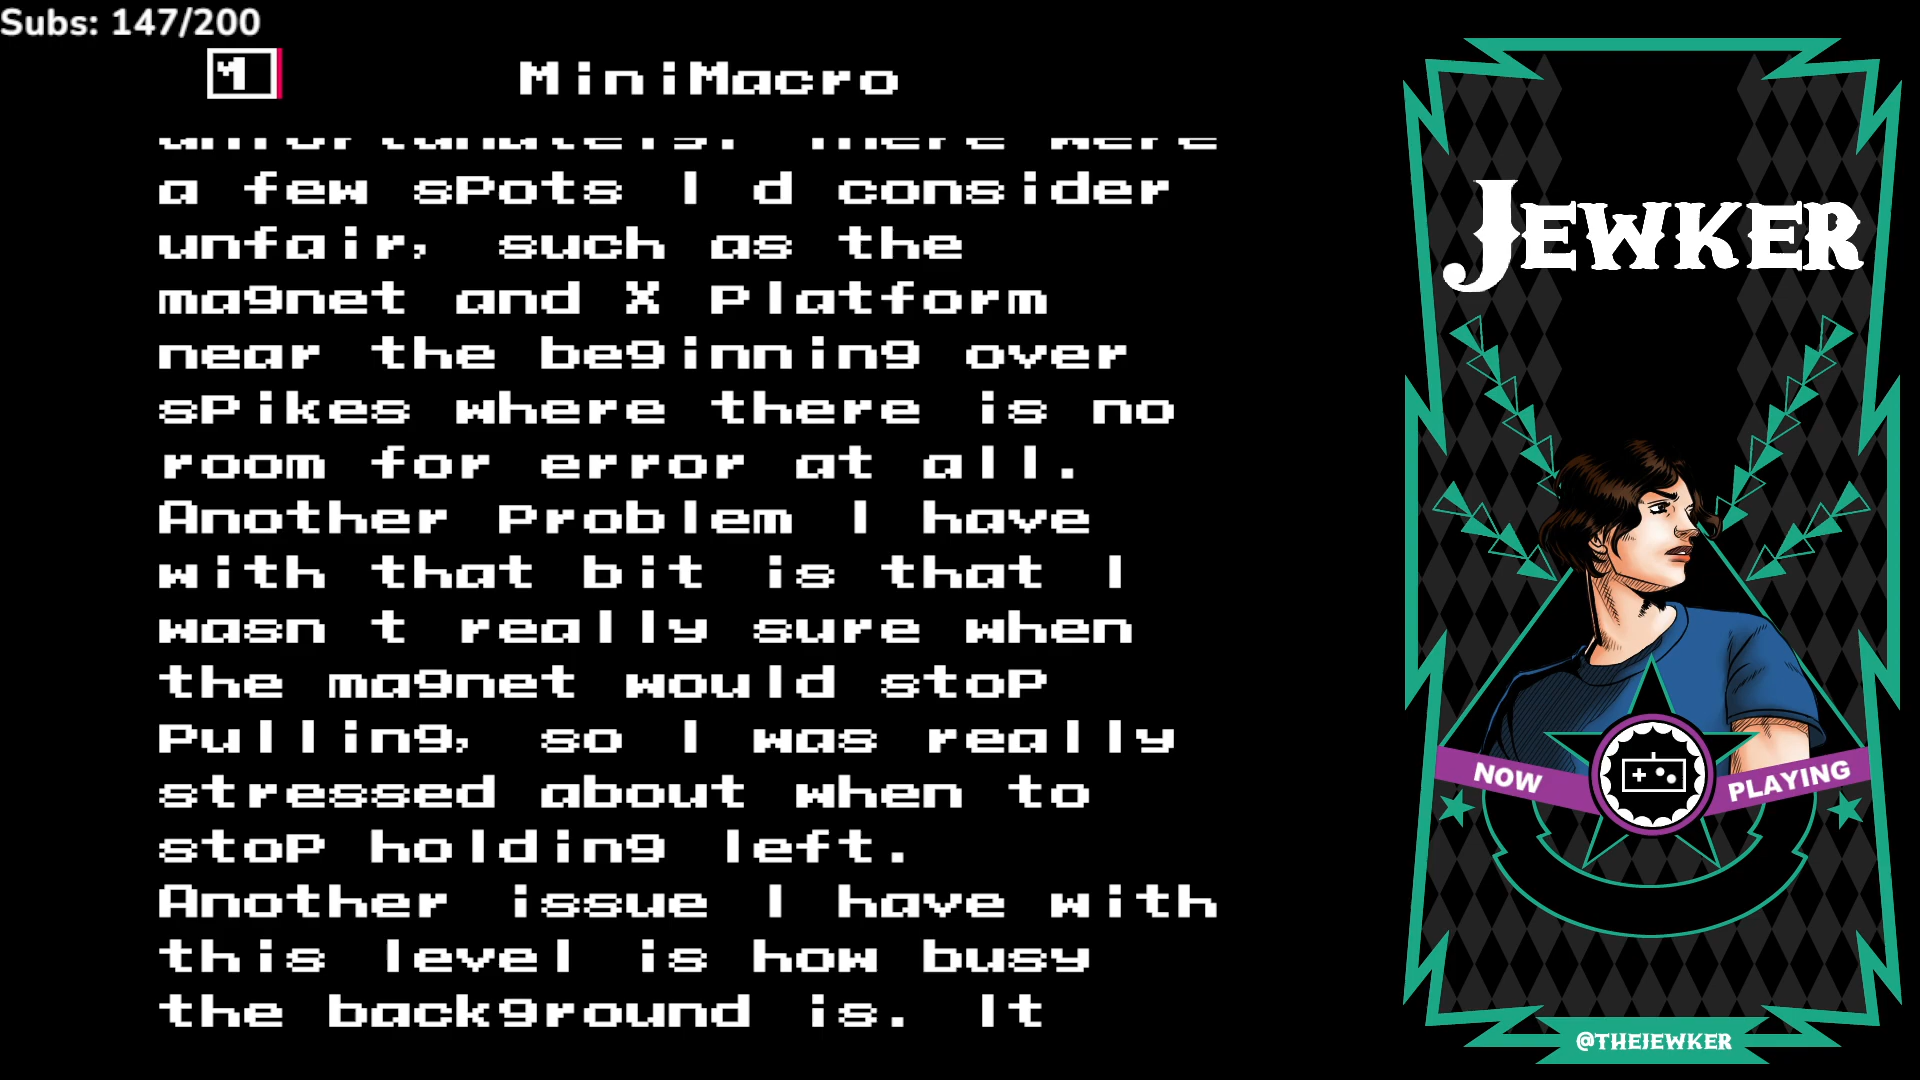 Subs: 147/200
MiniMacro
a few spots I d consider
unfair, such as the
magnet and X platform
near the beginning over
spikes where there is no
room for error at all.
Another problem I have
with that bit is that I
wasn t really sure when
the magnet would stop
pulling, so I was really
stressed about when to
stop holding left.
Another issue I have with
this level is how busy
the background is. It
JEWKER
NOW PLAYING
@THEJEWKER